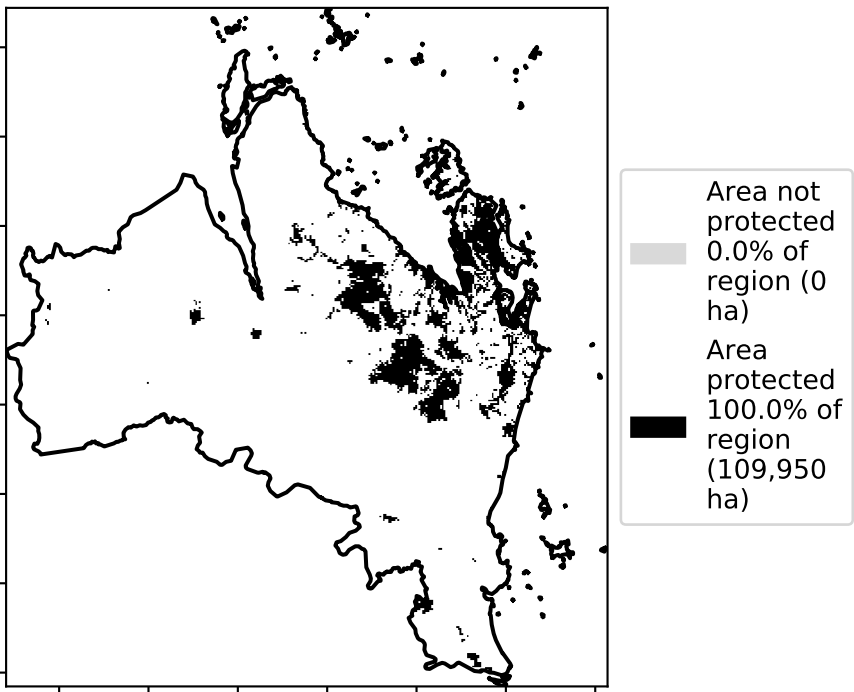 Area not
protected
0.0% of
region (0
ha)
Area
protected
100.0% of
region
(109,950
ha)